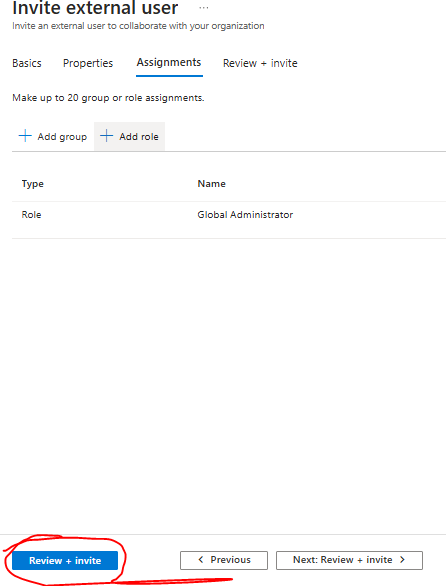 Invite external user ...
Invite an external user to collaborate with your organization
Basics Properties Assignments Review + invite
Make up to 20 group or role assignments.
+ Add group + Add role
Type Name
Role Global Administrator
Review + invite < Previous Next: Review + invite >